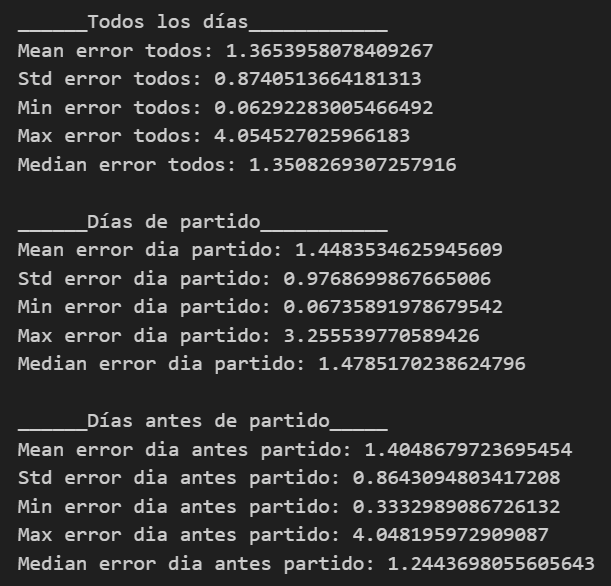 ______Todos los días____________
Mean error todos: 1.3653958078409267
Std error todos: 0.8740513664181313
Min error todos: 0.06292283005466492
Max error todos: 4.054527025966183
Median error todos: 1.3508269307257916
______Días de partido___________
Mean error dia partido: 1.4483534625945609
Std error dia partido: 0.9768699867665006
Min error dia partido: 0.06735891978679542
Max error dia partido: 3.255539770589426
Median error dia partido: 1.4785170238624796
______Días antes de partido_____
Mean error dia antes partido: 1.4048679723695454
Std error dia antes partido: 0.8643094803417208
Min error dia antes partido: 0.3332989086726132
Max error dia antes partido: 4.048195972909087
Median error dia antes partido: 1.2443698055605643